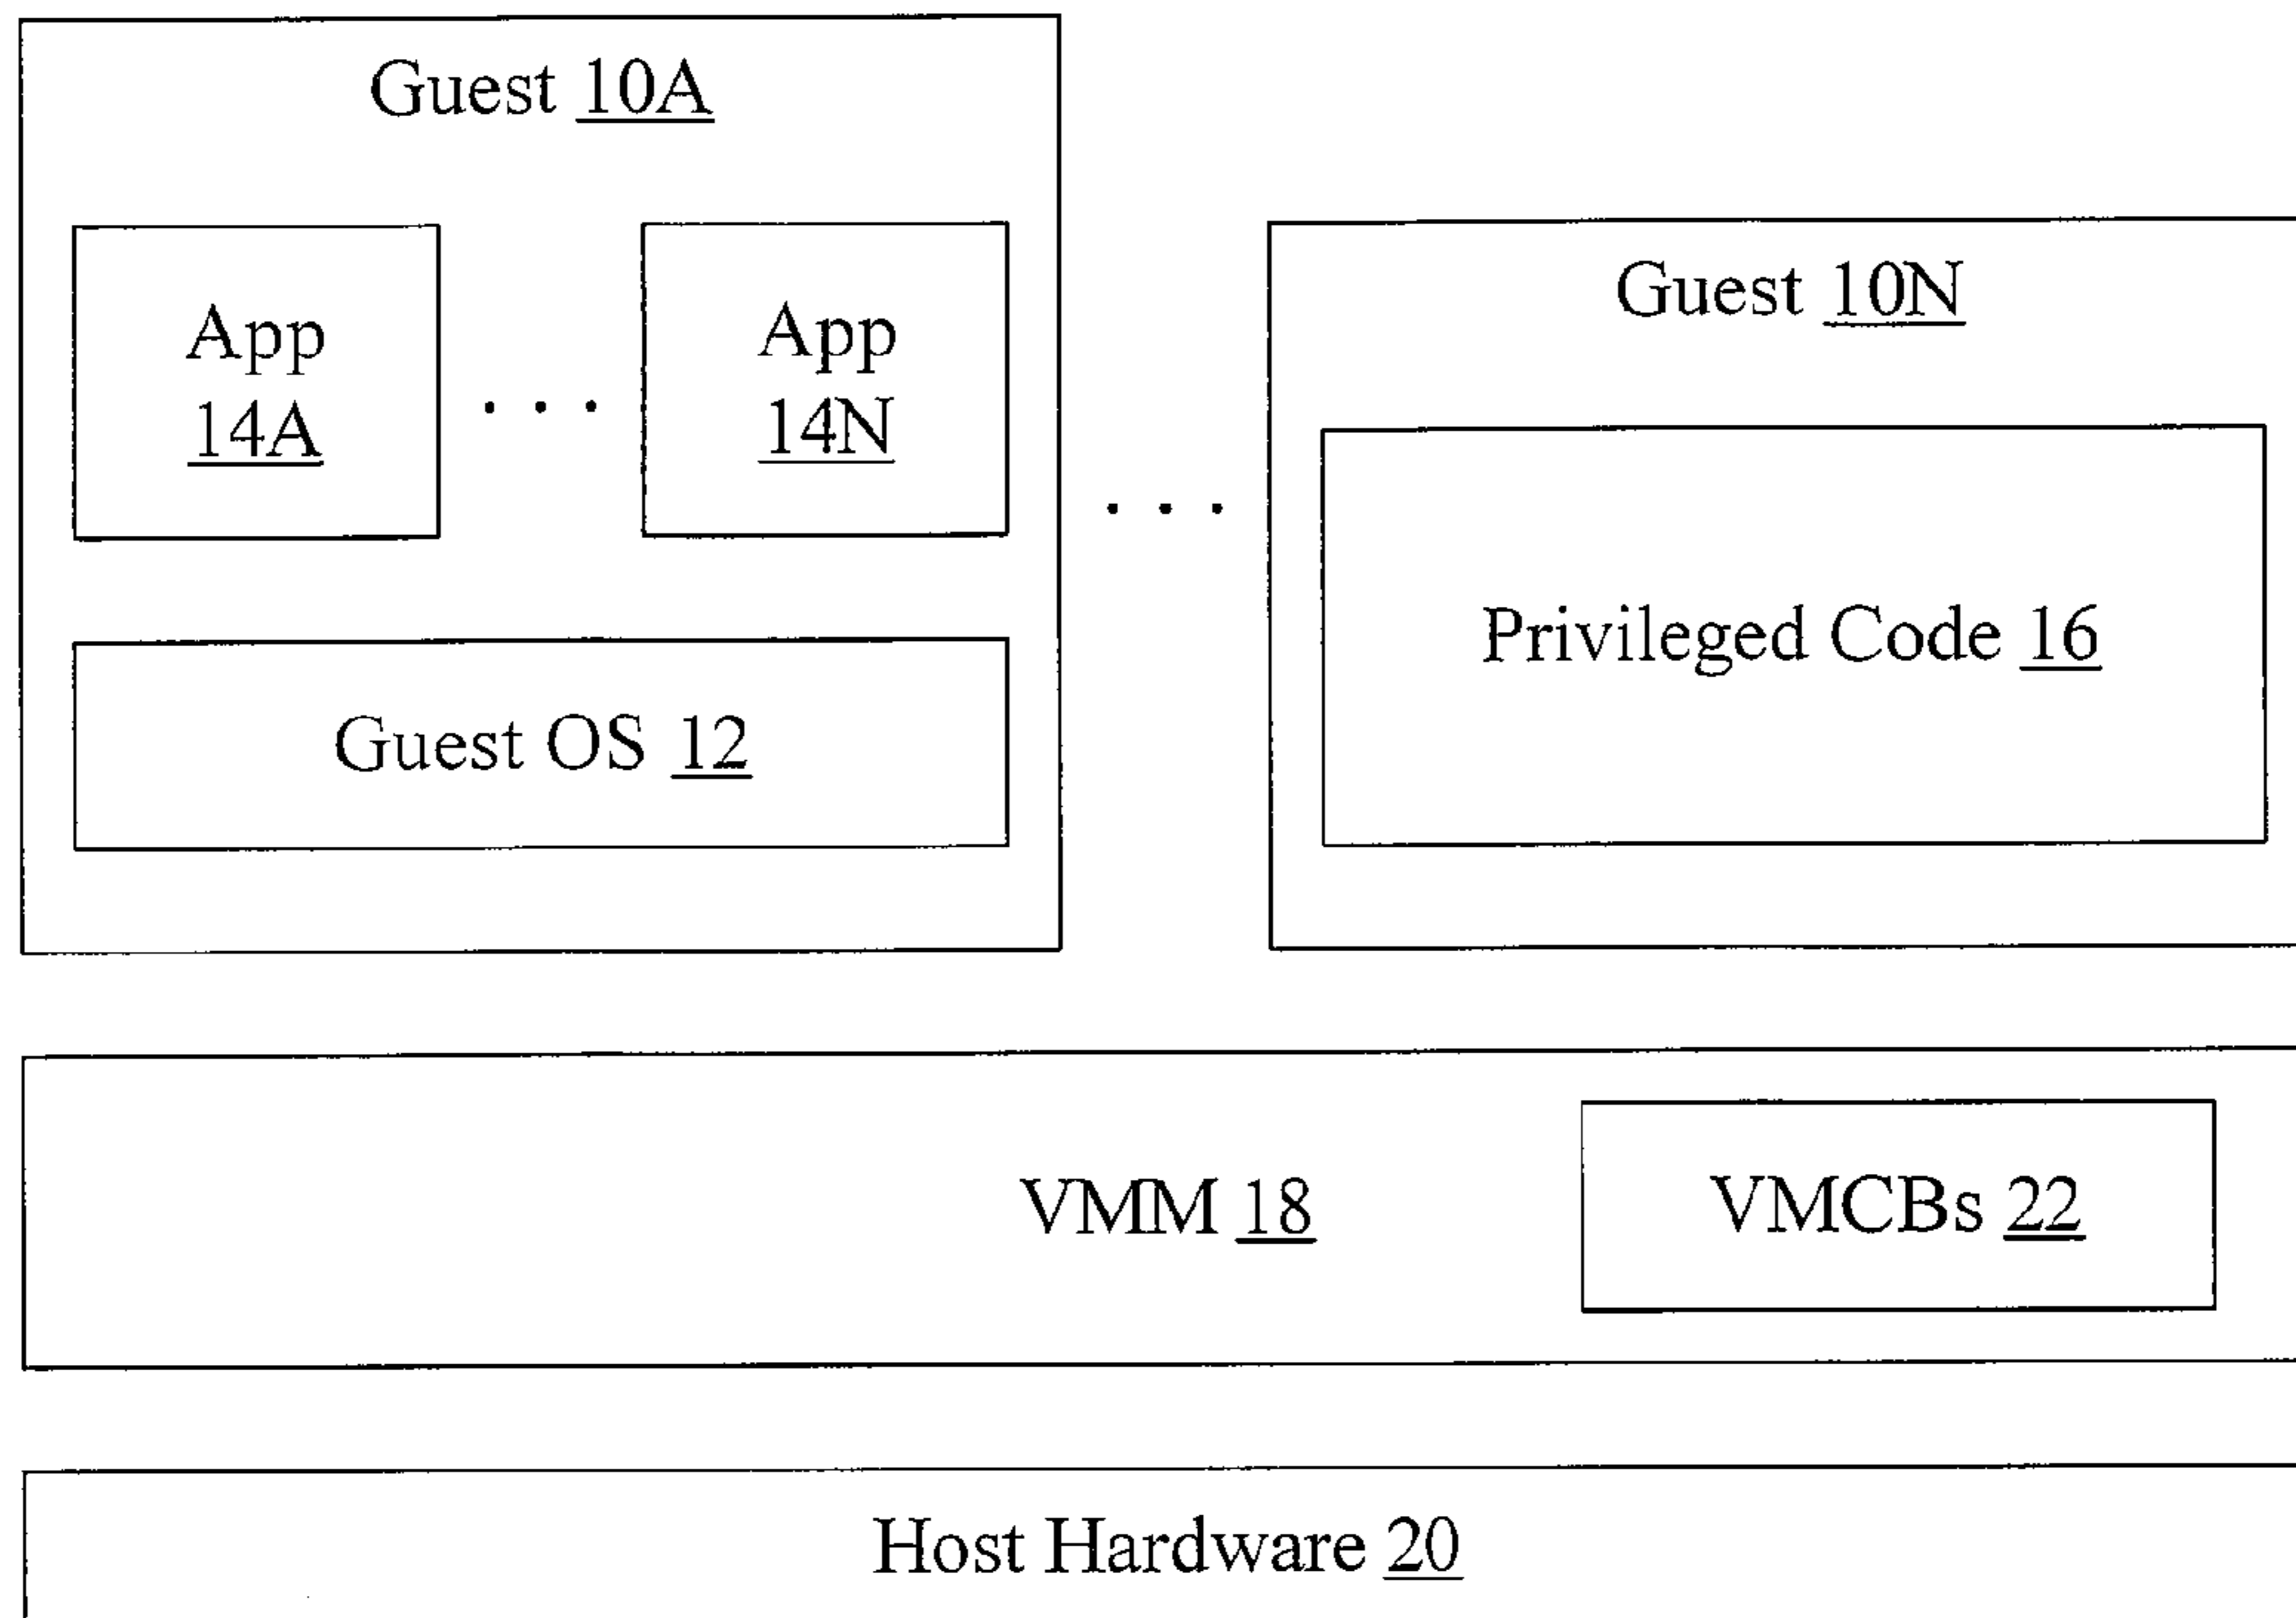 Guest 10A
App
14A
App
14N
Guest OS 12
Guest 10N
Privileged Code 16
VMM 18
VMCBs 22
Host Hardware 20